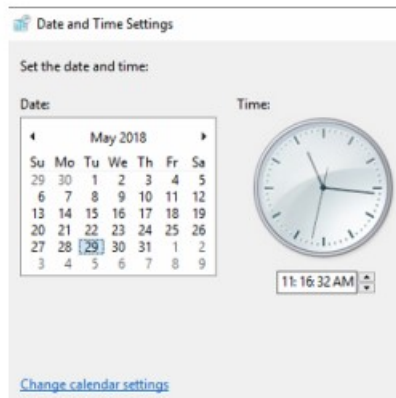 Date and Time Settings
Set the date and time:
Date:
Time:
May 2018
Su Mo Tu We Th Fr Sa
29 30 1 2 3 4 5
6 7 8 9 10 11 12
13 14 15 16 17 18 19
20 21 22 23 24 25 26
27 28 29 30 31 1 2
3 4 5 6 7 8 9
11:16:32 AM
Change calendar settings